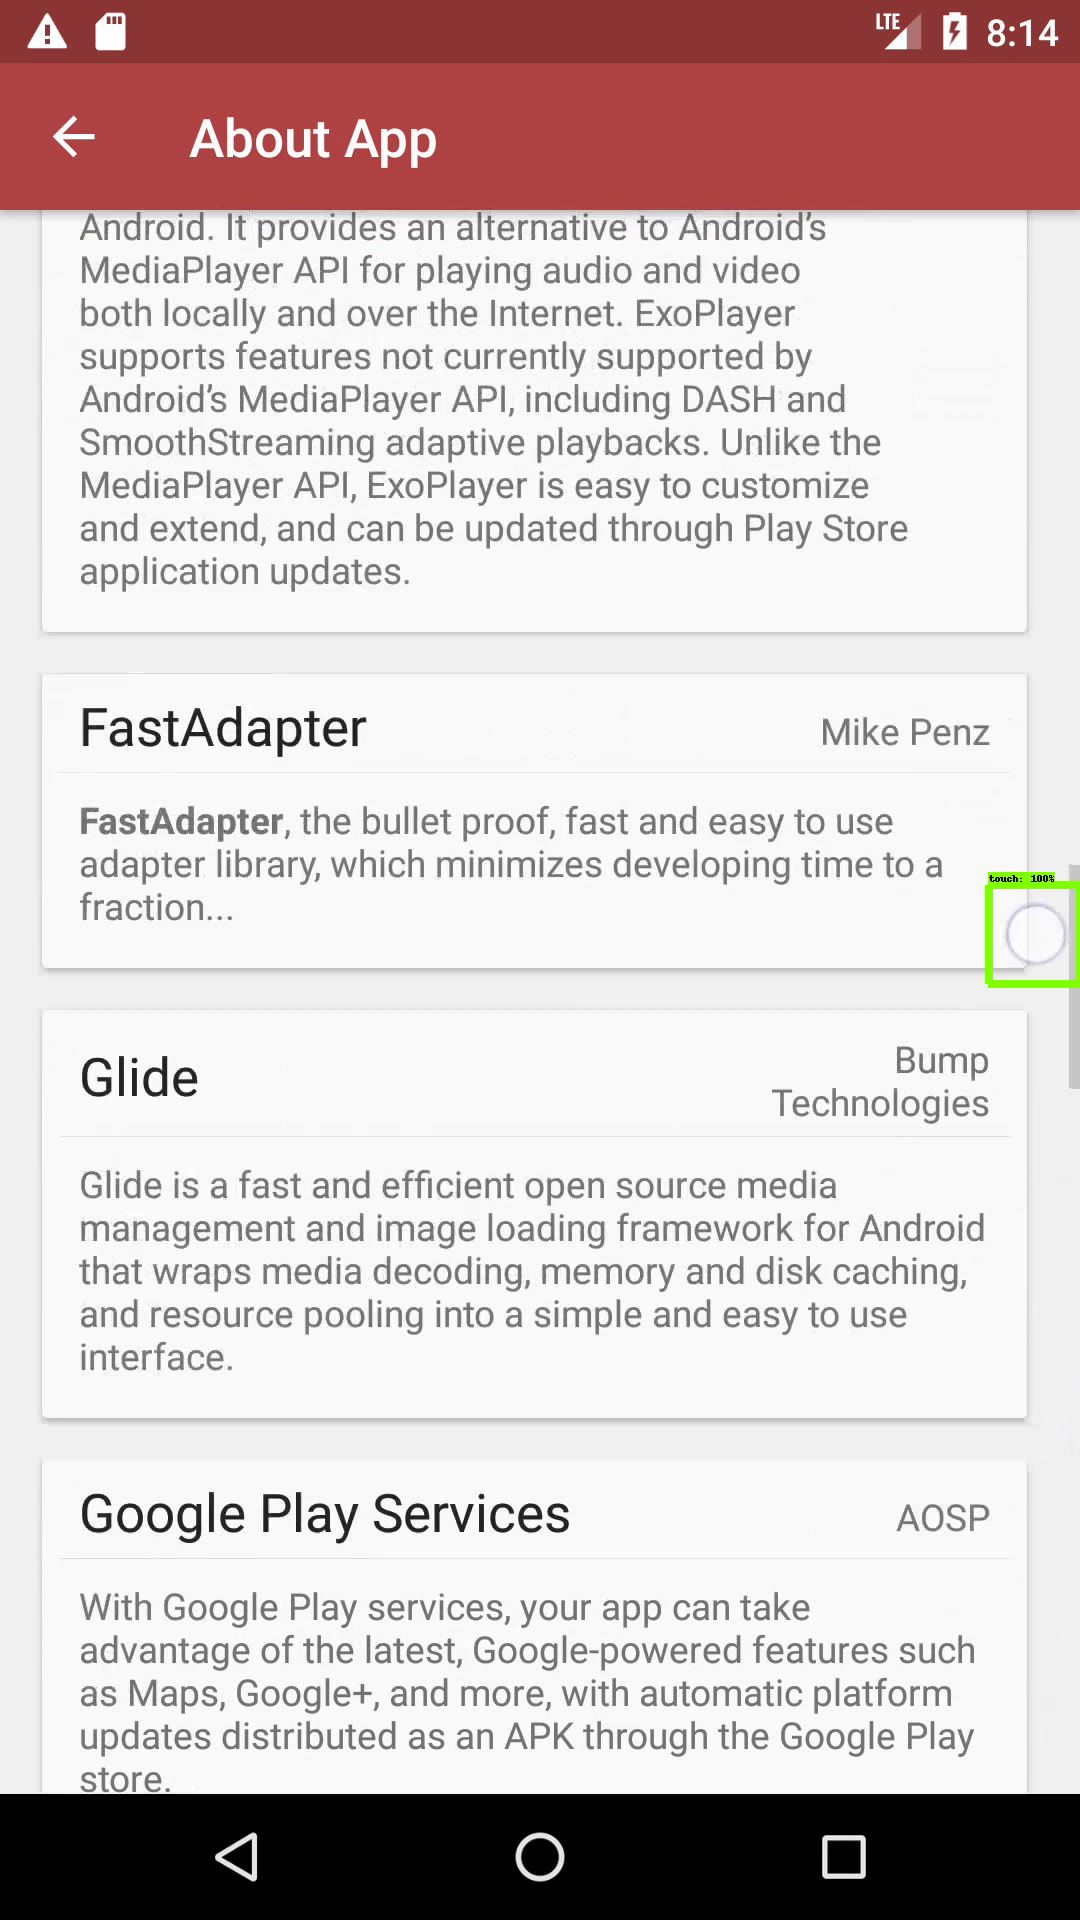 LTE 8:14
About App
Android. It provides an alternative to Android's
MediaPlayer API for playing audio and video
both locally and over the Internet. ExoPlayer
supports features not currently supported by
Android's MediaPlayer API, including DASH and
SmoothStreaming adaptive playbacks. Unlike the
MediaPlayer API, ExoPlayer is easy to customize
and extend, and can be updated through Play Store
application updates.
FastAdapter
Mike Penz
FastAdapter, the bullet proof, fast and easy to use
adapter library, which minimizes developing time to a
fraction...
touch: 100%
Glide
Bump
Technologies
Glide is a fast and efficient open source media
management and image loading framework for Android
that wraps media decoding, memory and disk caching,
and resource pooling into a simple and easy to use
interface.
Google Play Services
AOSP
With Google Play services, your app can take
advantage of the latest, Google-powered features such
as Maps, Google+, and more, with automatic platform
updates distributed as an APK through the Google Play
store.